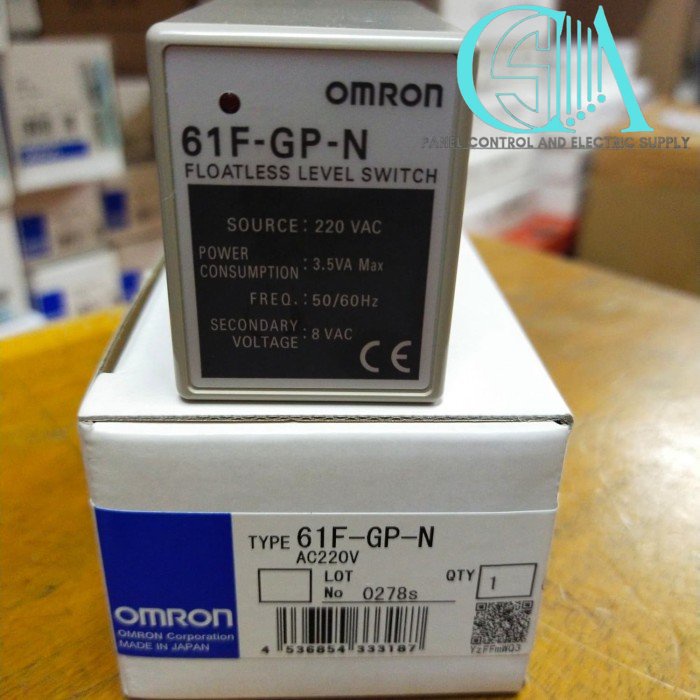 CSA
PANEL CONTROL AND ELECTRIC SUPPLY
OMRON
61F-GP-N
FLOATLESS LEVEL SWITCH
SOURCE : 220 VAC
POWER
CONSUMPTION : 3.5VA Max
FREQ. : 50/60Hz
SECONDARY
VOLTAGE : 8 VAC
CE
TYPE 61F-GP-N
AC220V
LOT
No 0278s
QTY 1
OMRON
OMRON Corporation
MADE IN JAPAN
4 536854 333187
YzFFmWQ3